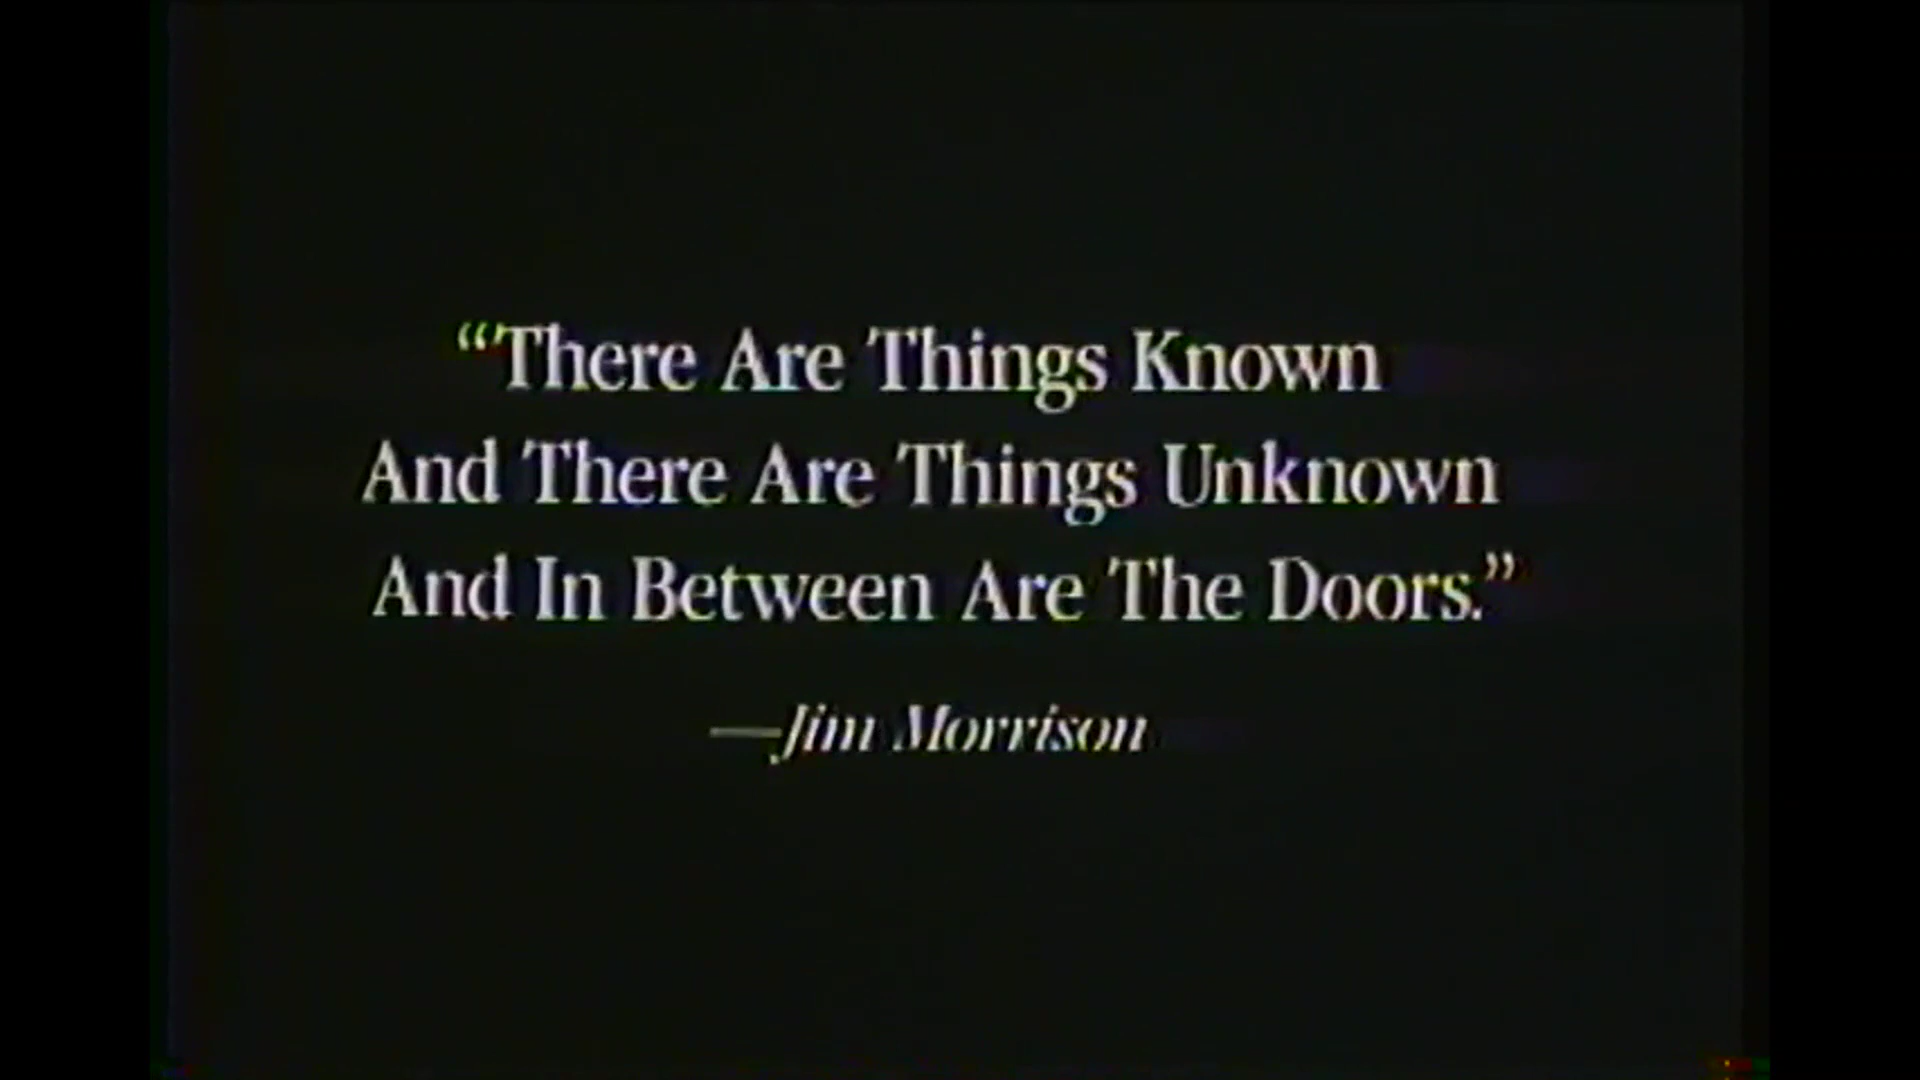 “There Are Things Known
And There Are Things Unknown
And In Between Are The Doors.”
—Jim Morrison